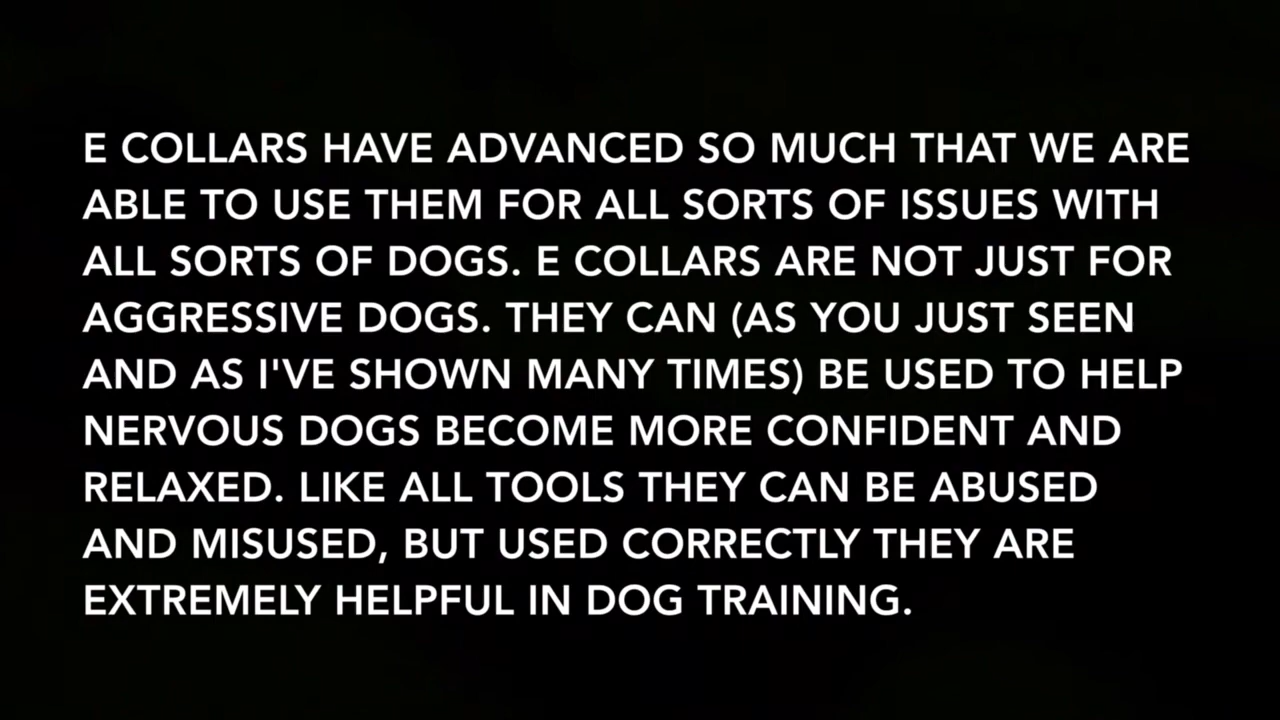 E COLLARS HAVE ADVANCED SO MUCH THAT WE ARE
ABLE TO USE THEM FOR ALL SORTS OF ISSUES WITH
ALL SORTS OF DOGS. E COLLARS ARE NOT JUST FOR
AGGRESSIVE DOGS. THEY CAN (AS YOU JUST SEEN
AND AS I'VE SHOWN MANY TIMES) BE USED TO HELP
NERVOUS DOGS BECOME MORE CONFIDENT AND
RELAXED. LIKE ALL TOOLS THEY CAN BE ABUSED
AND MISUSED, BUT USED CORRECTLY THEY ARE
EXTREMELY HELPFUL IN DOG TRAINING.